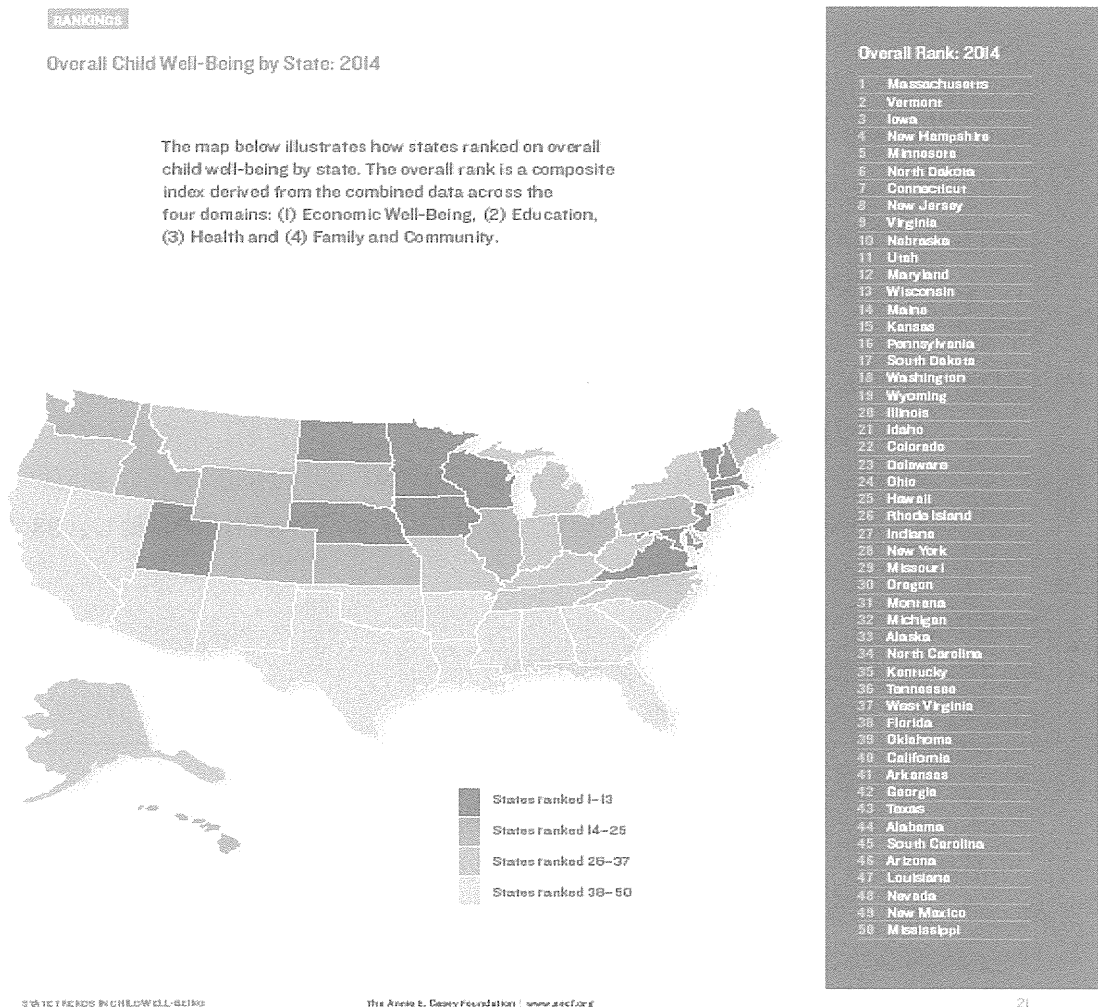 RANKINGS
Overall Child Well-Being by State: 2014
The map below illustrates how states ranked on overall
child well-being by state. The overall rank is a composite
index derived from the combined data across the
four domains: (1) Economic Well-Being, (2) Education,
(3) Health and (4) Family and Community.
States ranked 1–13
States ranked 14–25
States ranked 26–37
States ranked 38–50
Overall Rank: 2014
1 Massachusetts
2 Vermont
3 Iowa
4 New Hampshire
5 Minnesota
6 North Dakota
7 Connecticut
8 New Jersey
9 Virginia
10 Nebraska
11 Utah
12 Maryland
13 Wisconsin
14 Maine
15 Kansas
16 Pennsylvania
17 South Dakota
18 Washington
19 Wyoming
20 Illinois
21 Idaho
22 Colorado
23 Delaware
24 Ohio
25 Hawaii
26 Rhode Island
27 Indiana
28 New York
29 Missouri
30 Oregon
31 Montana
32 Michigan
33 Alaska
34 North Carolina
35 Kentucky
36 Tennessee
37 West Virginia
38 Florida
39 Oklahoma
40 California
41 Arkansas
42 Georgia
43 Texas
44 Alabama
45 South Carolina
46 Arizona
47 Louisiana
48 Nevada
49 New Mexico
50 Mississippi
STATE TRENDS IN CHILD WELL-BEING
The Annie E. Casey Foundation | www.aecf.org
21